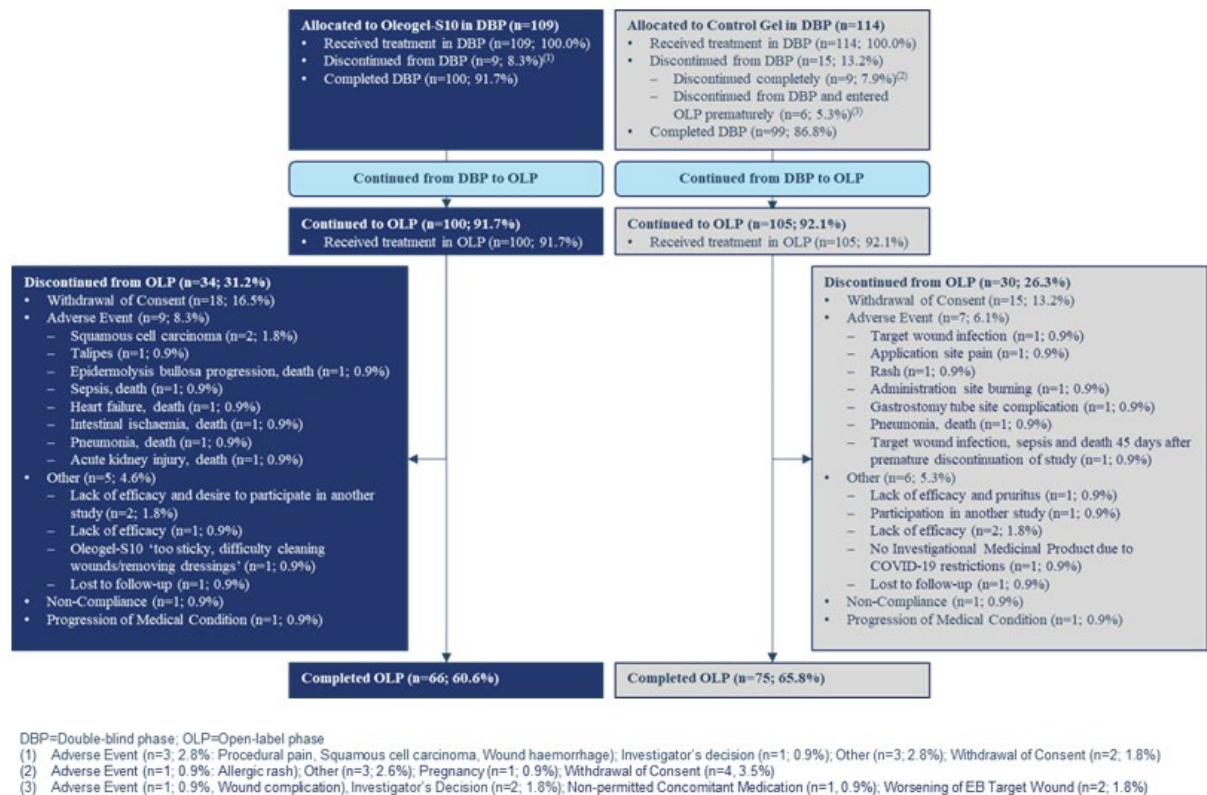 Allocated to Oleogel-S10 in DBP (n=109)
• Received treatment in DBP (n=109; 100.0%)
• Discontinued from DBP (n=9; 8.3%)(1)
• Completed DBP (n=100; 91.7%)
Allocated to Control Gel in DBP (n=114)
• Received treatment in DBP (n=114; 100.0%)
• Discontinued from DBP (n=15; 13.2%)
– Discontinued completely (n=9; 7.9%)(2)
– Discontinued from DBP and entered
OLP prematurely (n=6; 5.3%)(3)
• Completed DBP (n=99; 86.8%)
Continued from DBP to OLP
Continued from DBP to OLP
Continued to OLP (n=100; 91.7%)
• Received treatment in OLP (n=100; 91.7%)
Continued to OLP (n=105; 92.1%)
• Received treatment in OLP (n=105; 92.1%)
Discontinued from OLP (n=34; 31.2%)
• Withdrawal of Consent (n=18; 16.5%)
• Adverse Event (n=9; 8.3%)
– Squamous cell carcinoma (n=2; 1.8%)
– Talipes (n=1; 0.9%)
– Epidermolysis bullosa progression, death (n=1; 0.9%)
– Sepsis, death (n=1; 0.9%)
– Heart failure, death (n=1; 0.9%)
– Intestinal ischaemia, death (n=1; 0.9%)
– Pneumonia, death (n=1; 0.9%)
– Acute kidney injury, death (n=1; 0.9%)
• Other (n=5; 4.6%)
– Lack of efficacy and desire to participate in another
study (n=2; 1.8%)
– Lack of efficacy (n=1; 0.9%)
– Oleogel-S10 ‘too sticky, difficulty cleaning
wounds/removing dressings’ (n=1; 0.9%)
– Lost to follow-up (n=1; 0.9%)
• Non-Compliance (n=1; 0.9%)
• Progression of Medical Condition (n=1; 0.9%)
Discontinued from OLP (n=30; 26.3%)
• Withdrawal of Consent (n=15; 13.2%)
• Adverse Event (n=7; 6.1%)
– Target wound infection (n=1; 0.9%)
– Application site pain (n=1; 0.9%)
– Rash (n=1; 0.9%)
– Administration site burning (n=1; 0.9%)
– Gastrostomy tube site complication (n=1; 0.9%)
– Pneumonia, death (n=1; 0.9%)
– Target wound infection, sepsis and death 45 days after
premature discontinuation of study (n=1; 0.9%)
• Other (n=6; 5.3%)
– Lack of efficacy and pruritus (n=1; 0.9%)
– Participation in another study (n=1; 0.9%)
– Lack of efficacy (n=2; 1.8%)
– No Investigational Medicinal Product due to
COVID-19 restrictions (n=1; 0.9%)
– Lost to follow-up (n=1; 0.9%)
• Non-Compliance (n=1; 0.9%)
• Progression of Medical Condition (n=1; 0.9%)
Completed OLP (n=66; 60.6%)
Completed OLP (n=75; 65.8%)
DBP=Double-blind phase; OLP=Open-label phase
(1) Adverse Event (n=3; 2.8%: Procedural pain, Squamous cell carcinoma, Wound haemorrhage); Investigator's decision (n=1; 0.9%); Other (n=3; 2.8%); Withdrawal of Consent (n=2; 1.8%)
(2) Adverse Event (n=1; 0.9%: Allergic rash); Other (n=3; 2.6%); Pregnancy (n=1; 0.9%); Withdrawal of Consent (n=4, 3.5%)
(3) Adverse Event (n=1; 0.9%, Wound complication), Investigator's Decision (n=2; 1.8%); Non-permitted Concomitant Medication (n=1, 0.9%); Worsening of EB Target Wound (n=2; 1.8%)